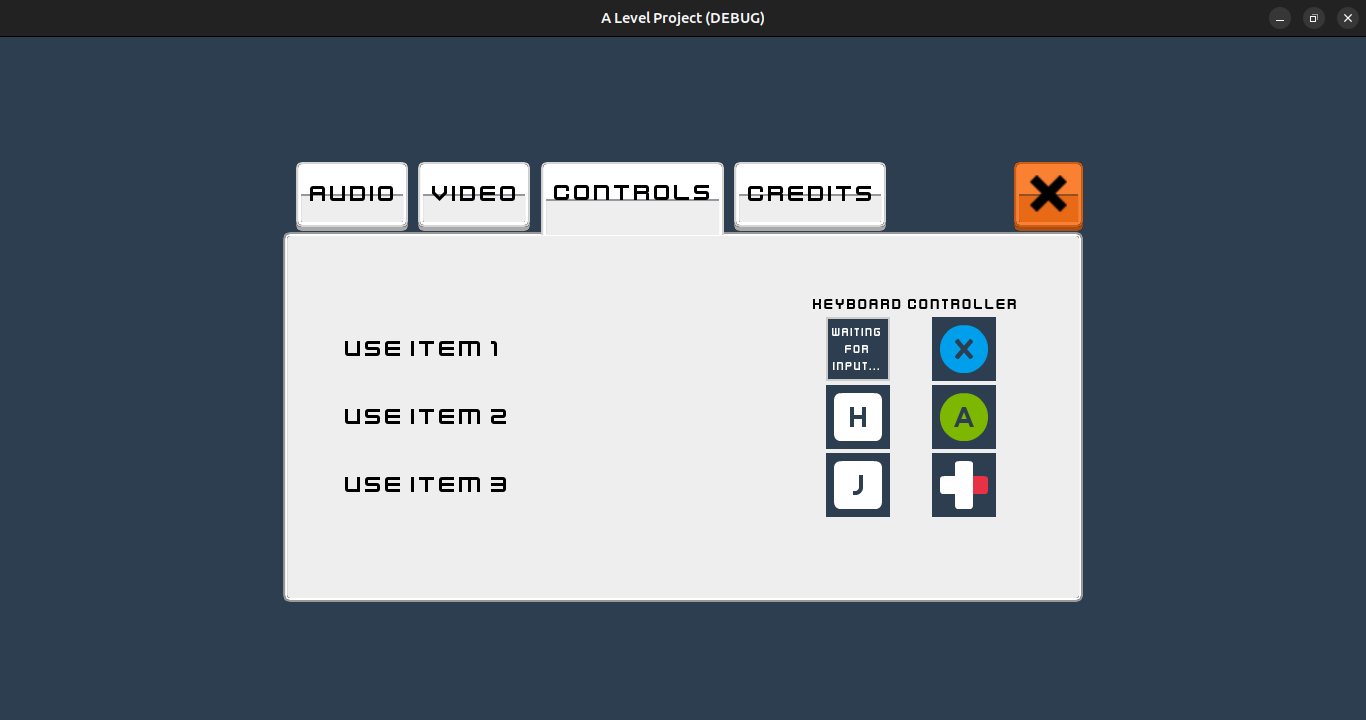 A Level Project (DEBUG)
AUDIO VIDEO CONTROLS CREDITS X
KEYBOARD CONTROLLER
USE ITEM 1
WAITING
FOR
INPUT...
X
USE ITEM 2 H A
USE ITEM 3 J